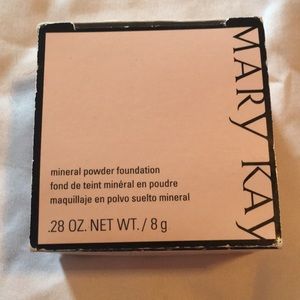 MARY KAY
mineral powder foundation
fond de teint minéral en poudre
maquillaje en polvo suelto mineral
.28 OZ. NET WT. / 8 g